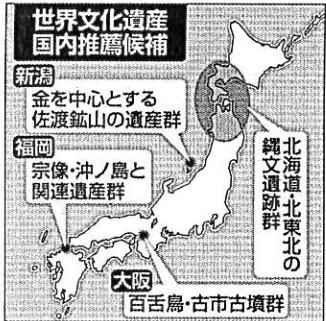 世界文化遺産
国内推薦候補
新潟
金を中心とする
佐渡鉱山の遺産群
福岡
宗像・沖ノ島と
関連遺産群
北海道・北東北の
縄文遺跡群
大阪
百舌鳥・古市古墳群